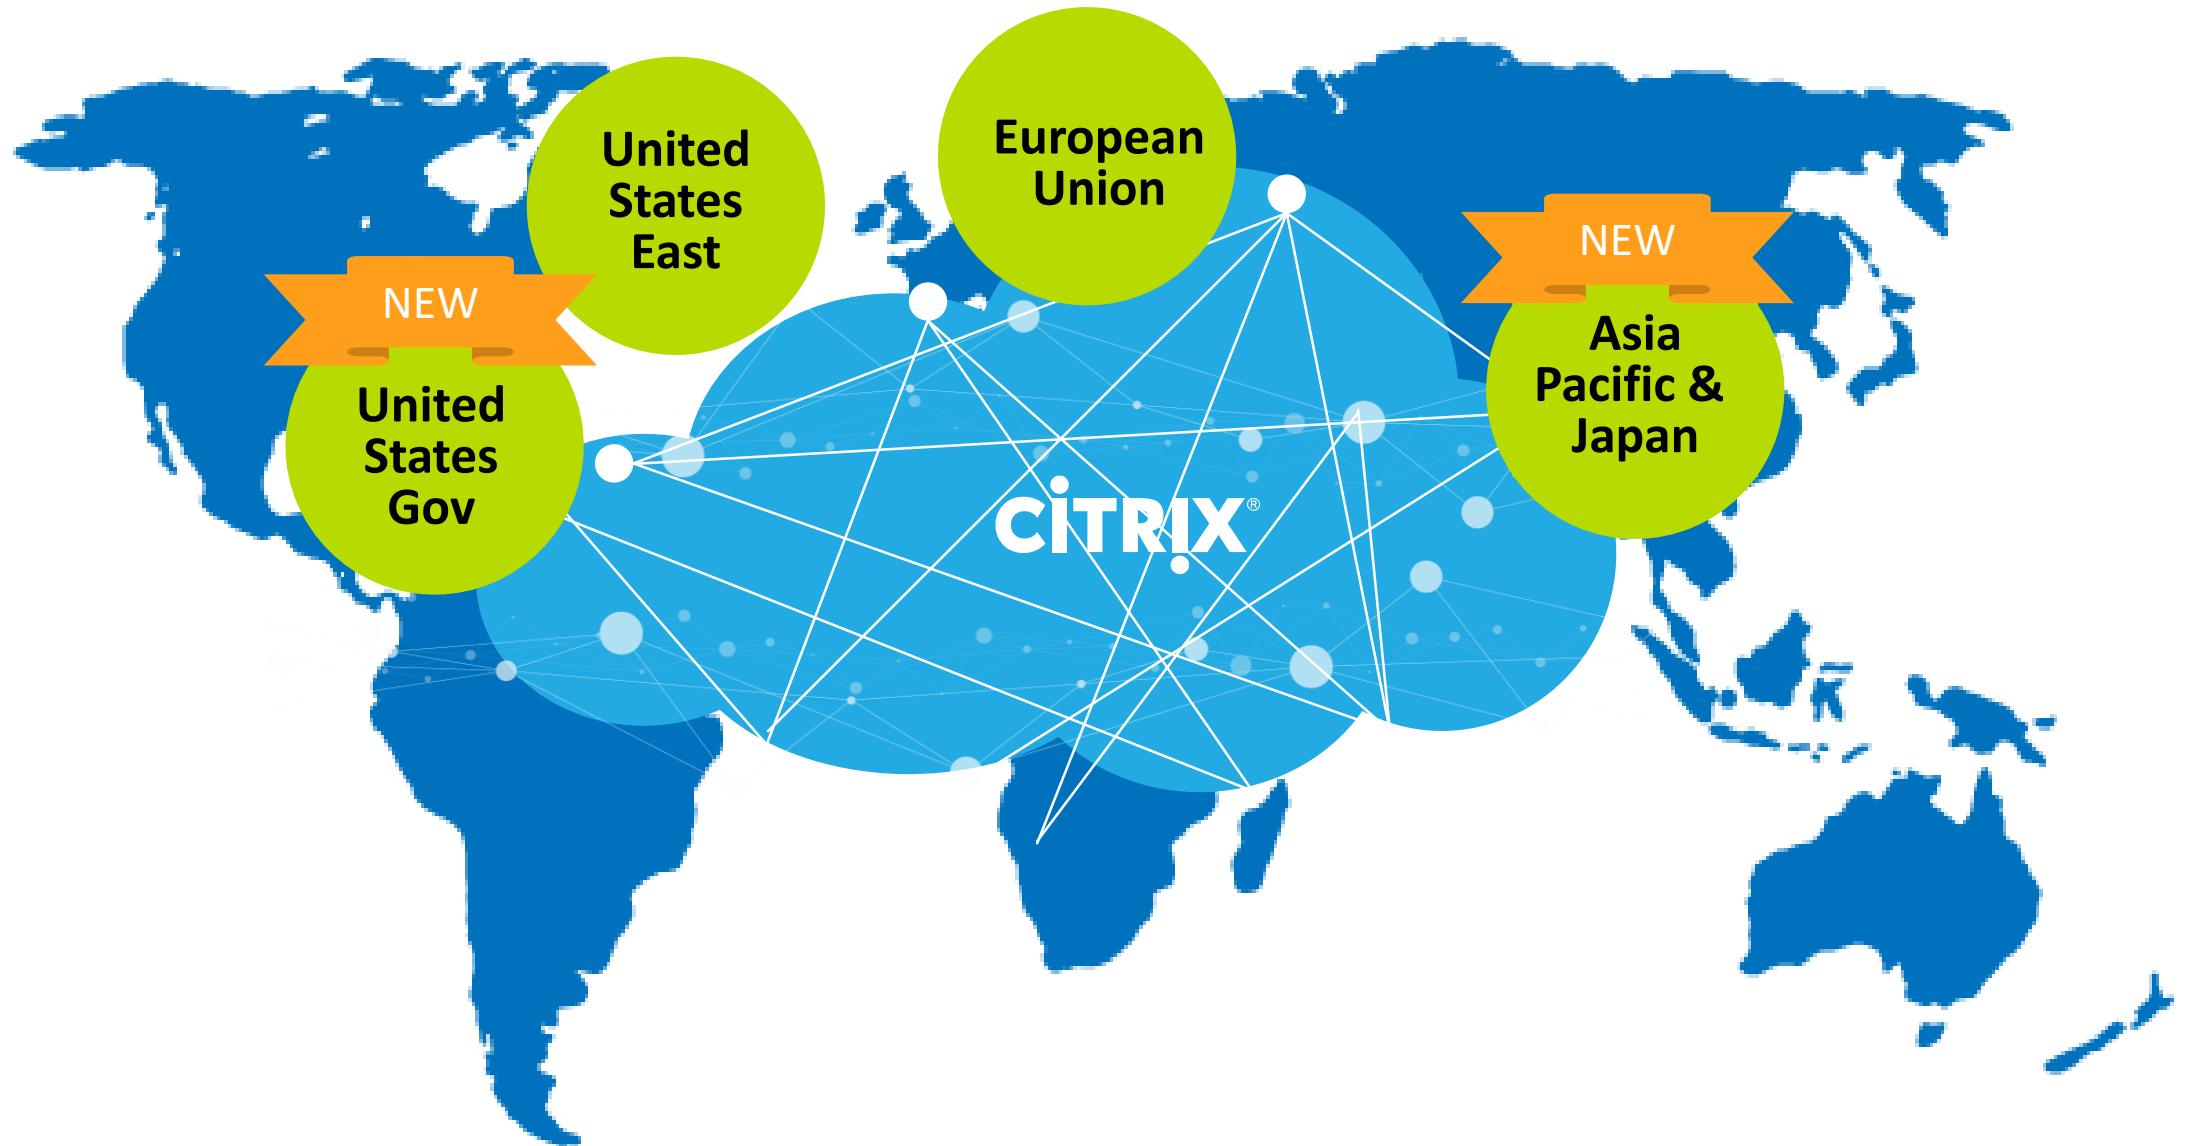 United
States
East
European
Union
NEW
United
States
Gov
NEW
Asia
Pacific &
Japan
CITRIX®